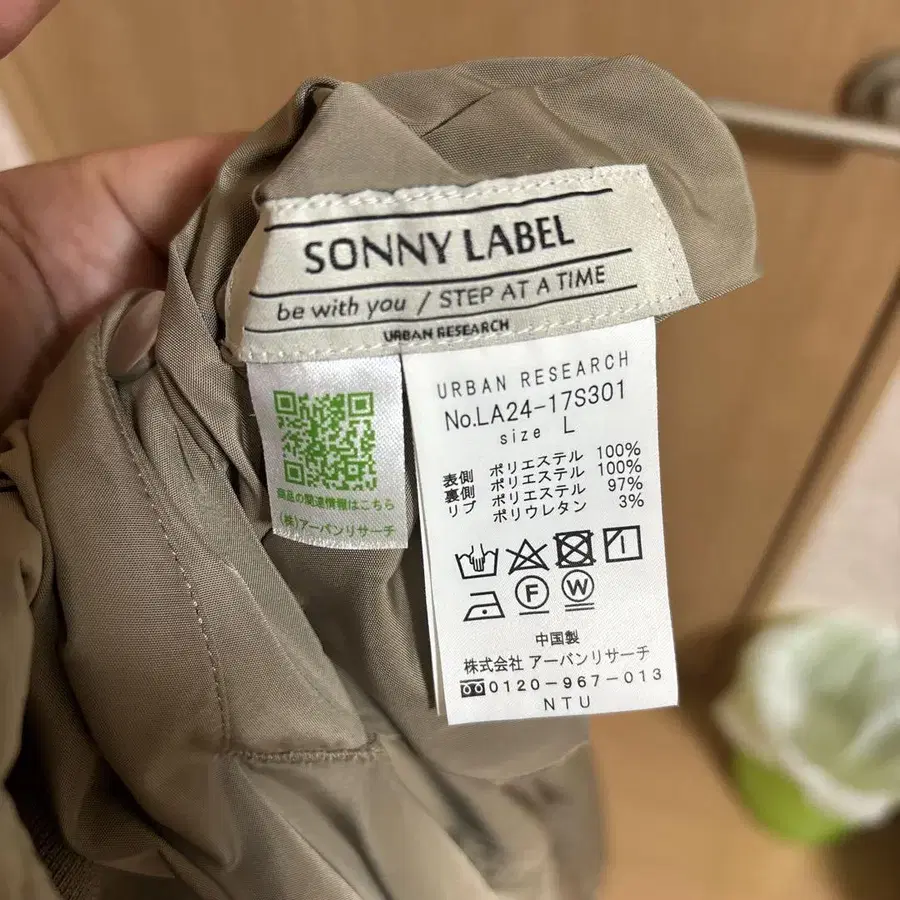 SONNY LABEL
be with you / STEP AT A TIME
URBAN RESEARCH
商品の関連情報はこちら
(株)アーバンリサーチ
URBAN RESEARCH
No.LA24-17S301
size L
表側 ポリエステル 100%
裏側 ポリエステル 100%
リブ ポリエステル 97%
ポリウレタン 3%
F W
中国製
株式会社 アーバンリサーチ
0120-967-013
NTU